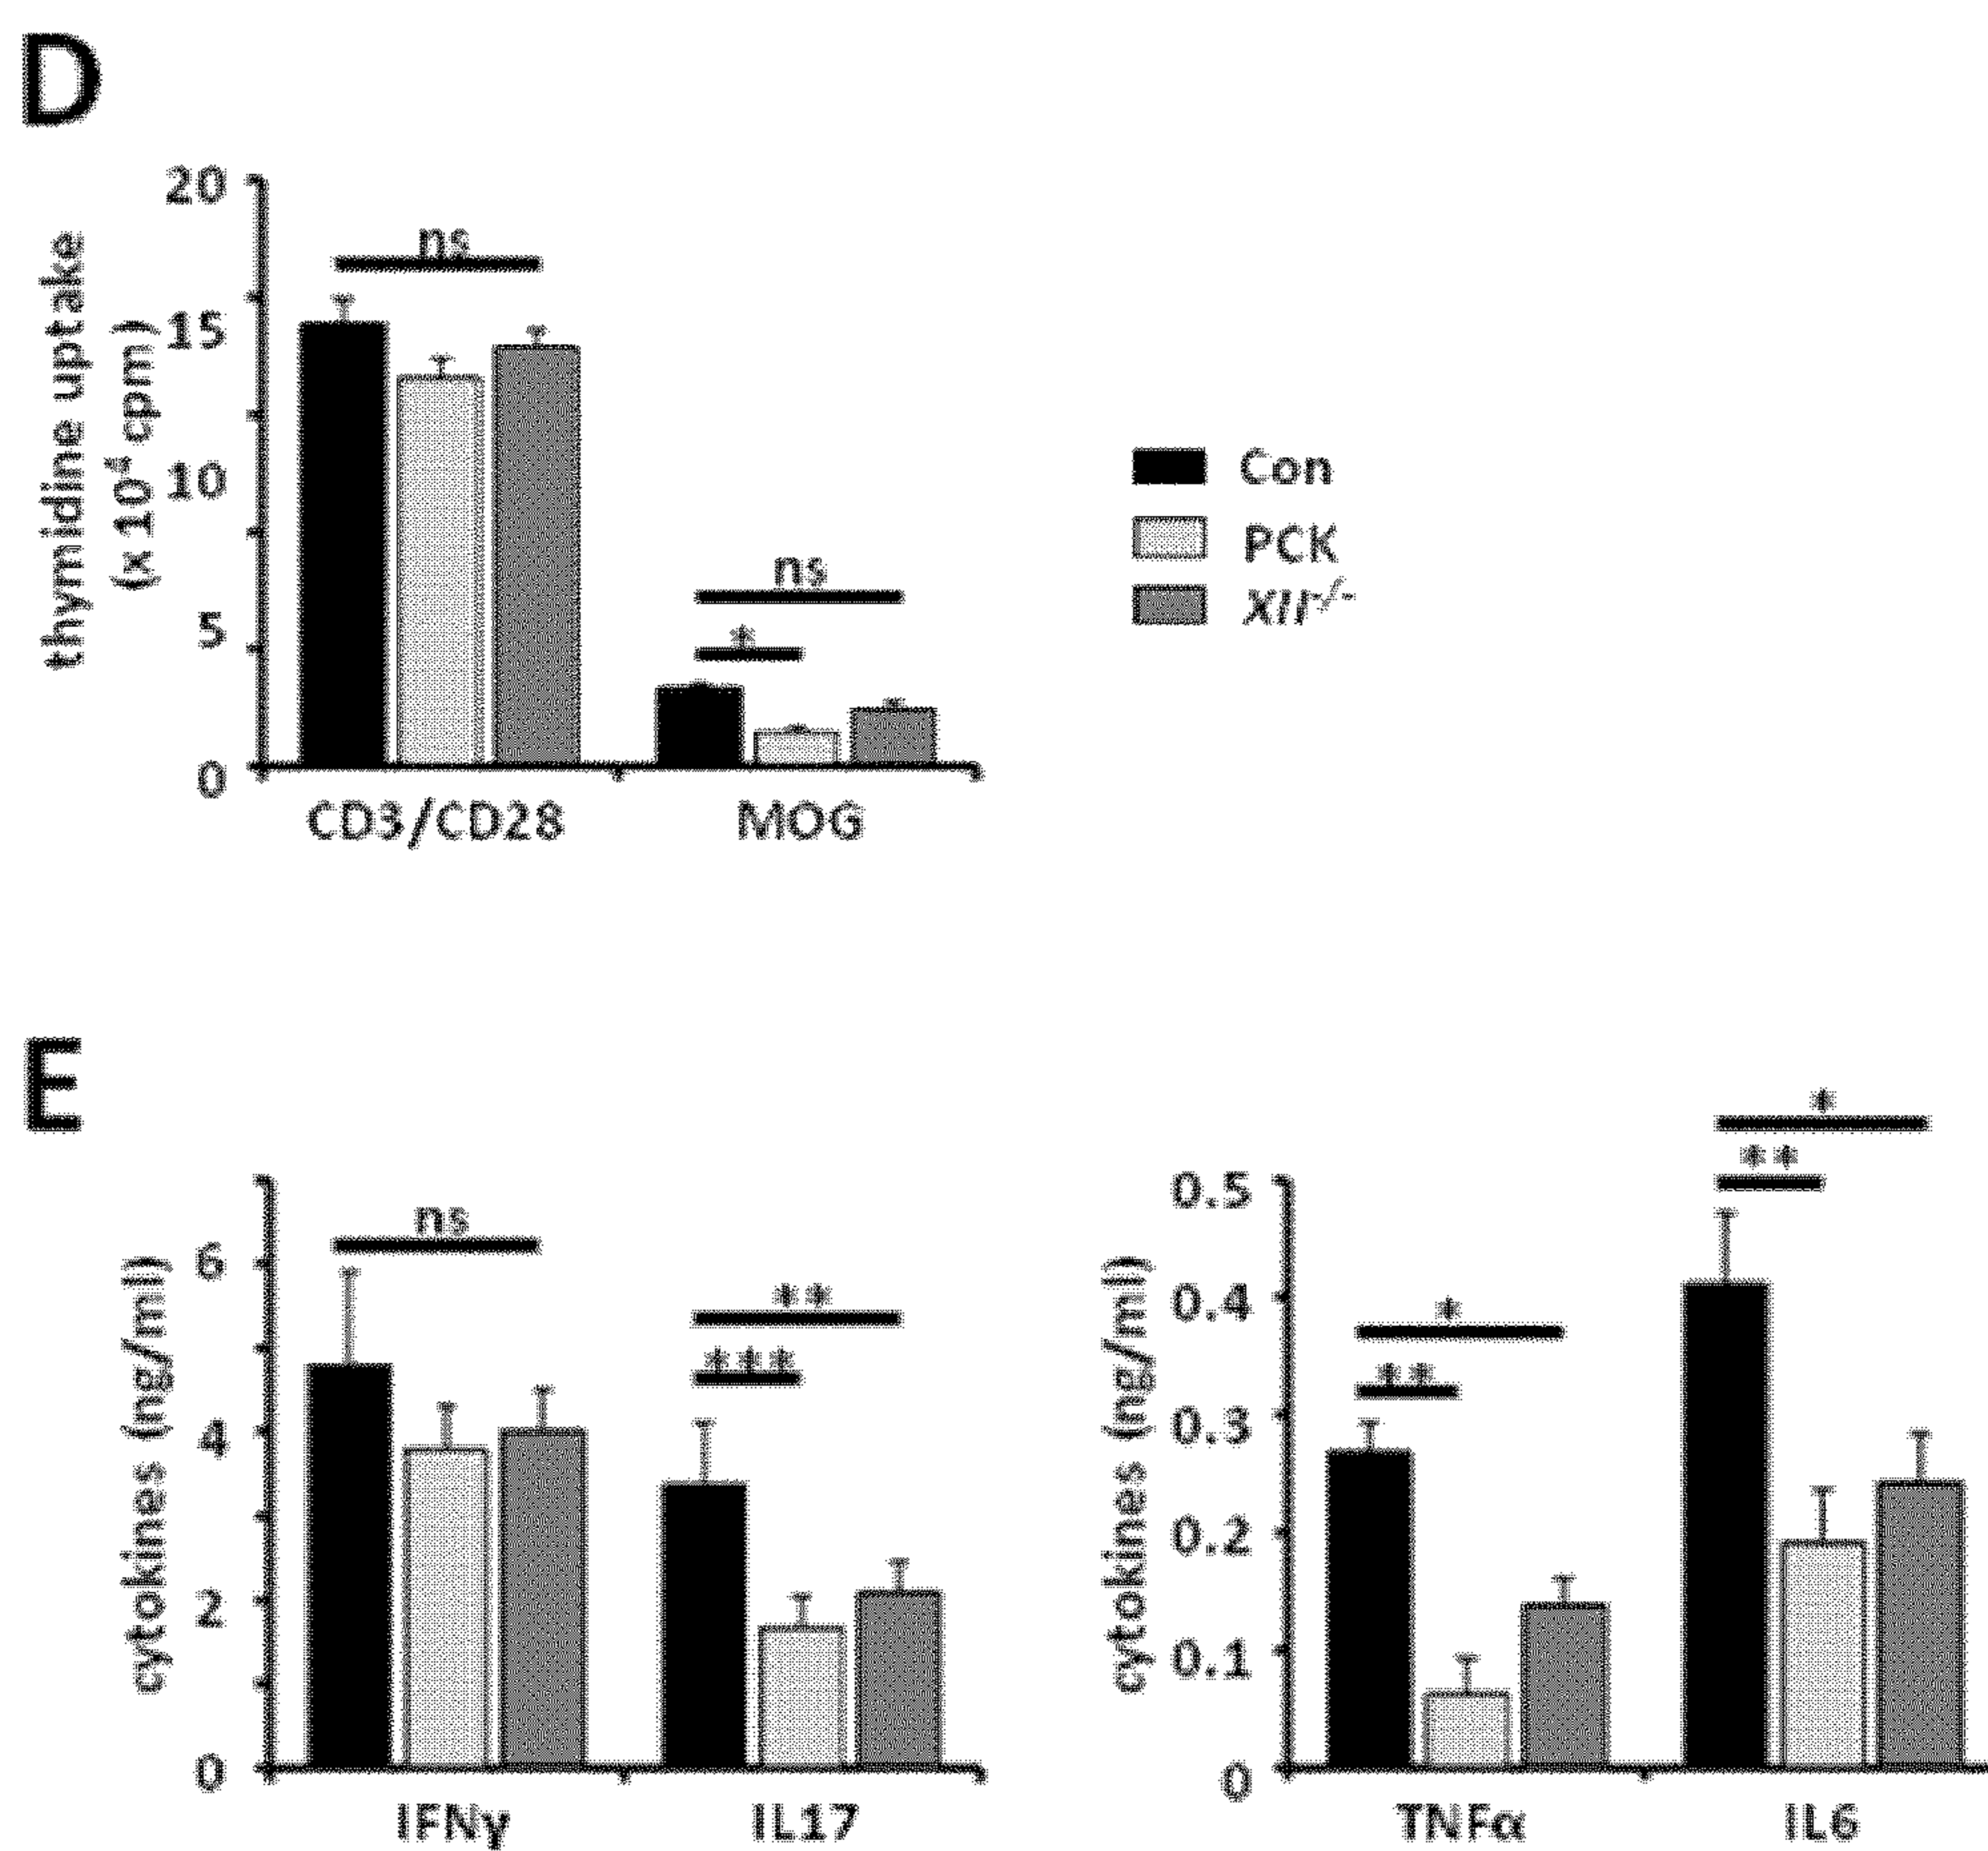 D
20
15
10
5
0
thymidine uptake
(x 10⁴ cpm)
ns
ns
*
CD3/CD28
MOG
Con
PCK
XII-/-
E
6
4
2
0
cytokines (ng/ml)
ns
**
***
IFNγ
IL17
0.5
0.4
0.3
0.2
0.1
0
cytokines (ng/ml)
*
**
*
**
TNFα
IL6